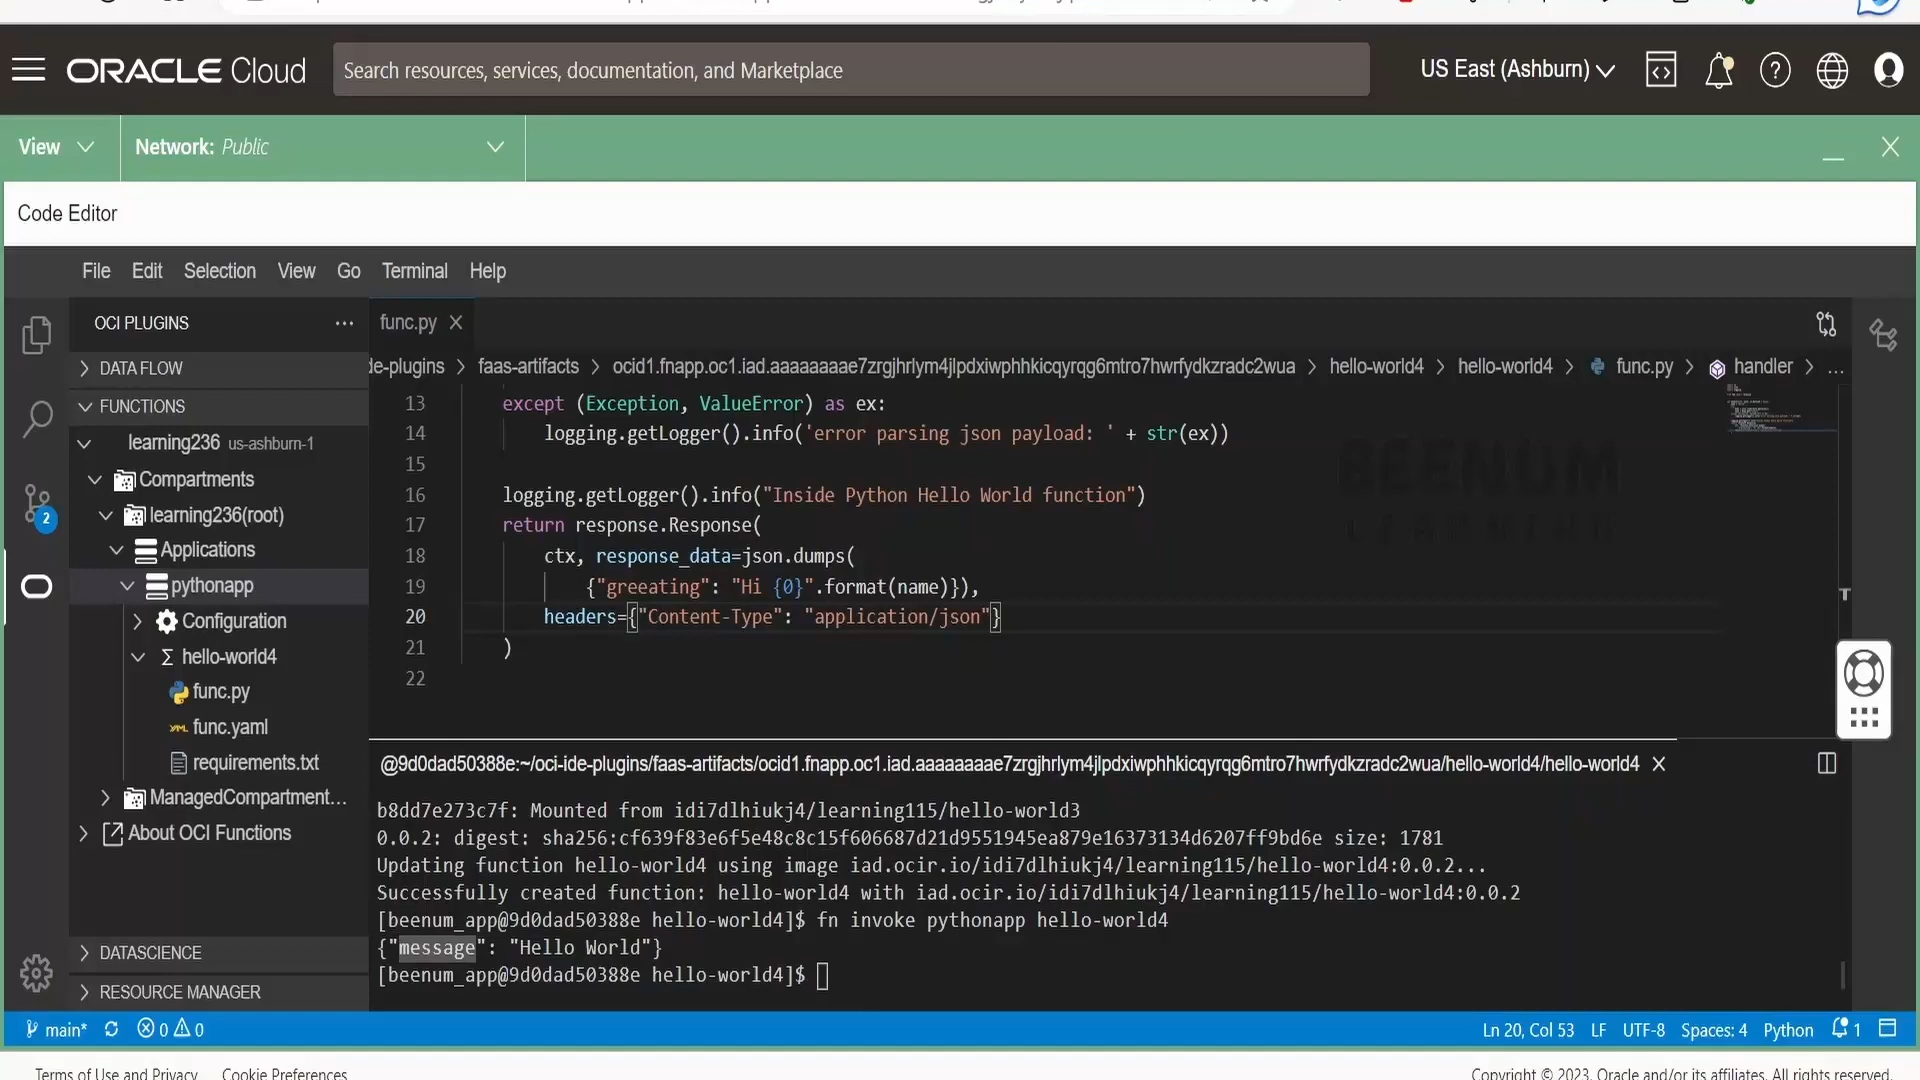 ORACLE Cloud
Search resources, services, documentation, and Marketplace
US East (Ashburn)
View
Network: Public
Code Editor
File Edit Selection View Go Terminal Help
OCI PLUGINS
DATA FLOW
FUNCTIONS
learning236 us-ashburn-1
Compartments
learning236(root)
Applications
pythonapp
Configuration
hello-world4
func.py
func.yaml
requirements.txt
ManagedCompartment...
About OCI Functions
DATASCIENCE
RESOURCE MANAGER
func.py
de-plugins > faas-artifacts > ocid1.fnapp.oc1.iad.aaaaaaaae7zrgjhrlym4jlpdxiwphhkicqyrqg6mtro7hwrfydkzradc2wua > hello-world4 > hello-world4 > func.py > handler > ...
13 except (Exception, ValueError) as ex:
14 logging.getLogger().info('error parsing json payload: ' + str(ex))
15
16 logging.getLogger().info("Inside Python Hello World function")
17 return response.Response(
18 ctx, response_data=json.dumps(
19 {"greeating": "Hi {0}".format(name)}),
20 headers={"Content-Type": "application/json"}
21 )
22
BEENUM
LEARNING
@9d0dad50388e:~/oci-ide-plugins/faas-artifacts/ocid1.fnapp.oc1.iad.aaaaaaaae7zrgjhrlym4jlpdxiwphhkicqyrqg6mtro7hwrfydkzradc2wua/hello-world4/hello-world4
b8dd7e273c7f: Mounted from idi7dlhiukj4/learning115/hello-world3
0.0.2: digest: sha256:cf639f83e6f5e48c8c15f606687d21d9551945ea879e16373134d6207ff9bd6e size: 1781
Updating function hello-world4 using image iad.ocir.io/idi7dlhiukj4/learning115/hello-world4:0.0.2...
Successfully created function: hello-world4 with iad.ocir.io/idi7dlhiukj4/learning115/hello-world4:0.0.2
[beenum_app@9d0dad50388e hello-world4]$ fn invoke pythonapp hello-world4
{"message": "Hello World"}
[beenum_app@9d0dad50388e hello-world4]$
2
main* 0 0
Ln 20, Col 53 LF UTF-8 Spaces: 4 Python 1
Terms of Use and Privacy Cookie Preferences
Copyright © 2023, Oracle and/or its affiliates. All rights reserved.